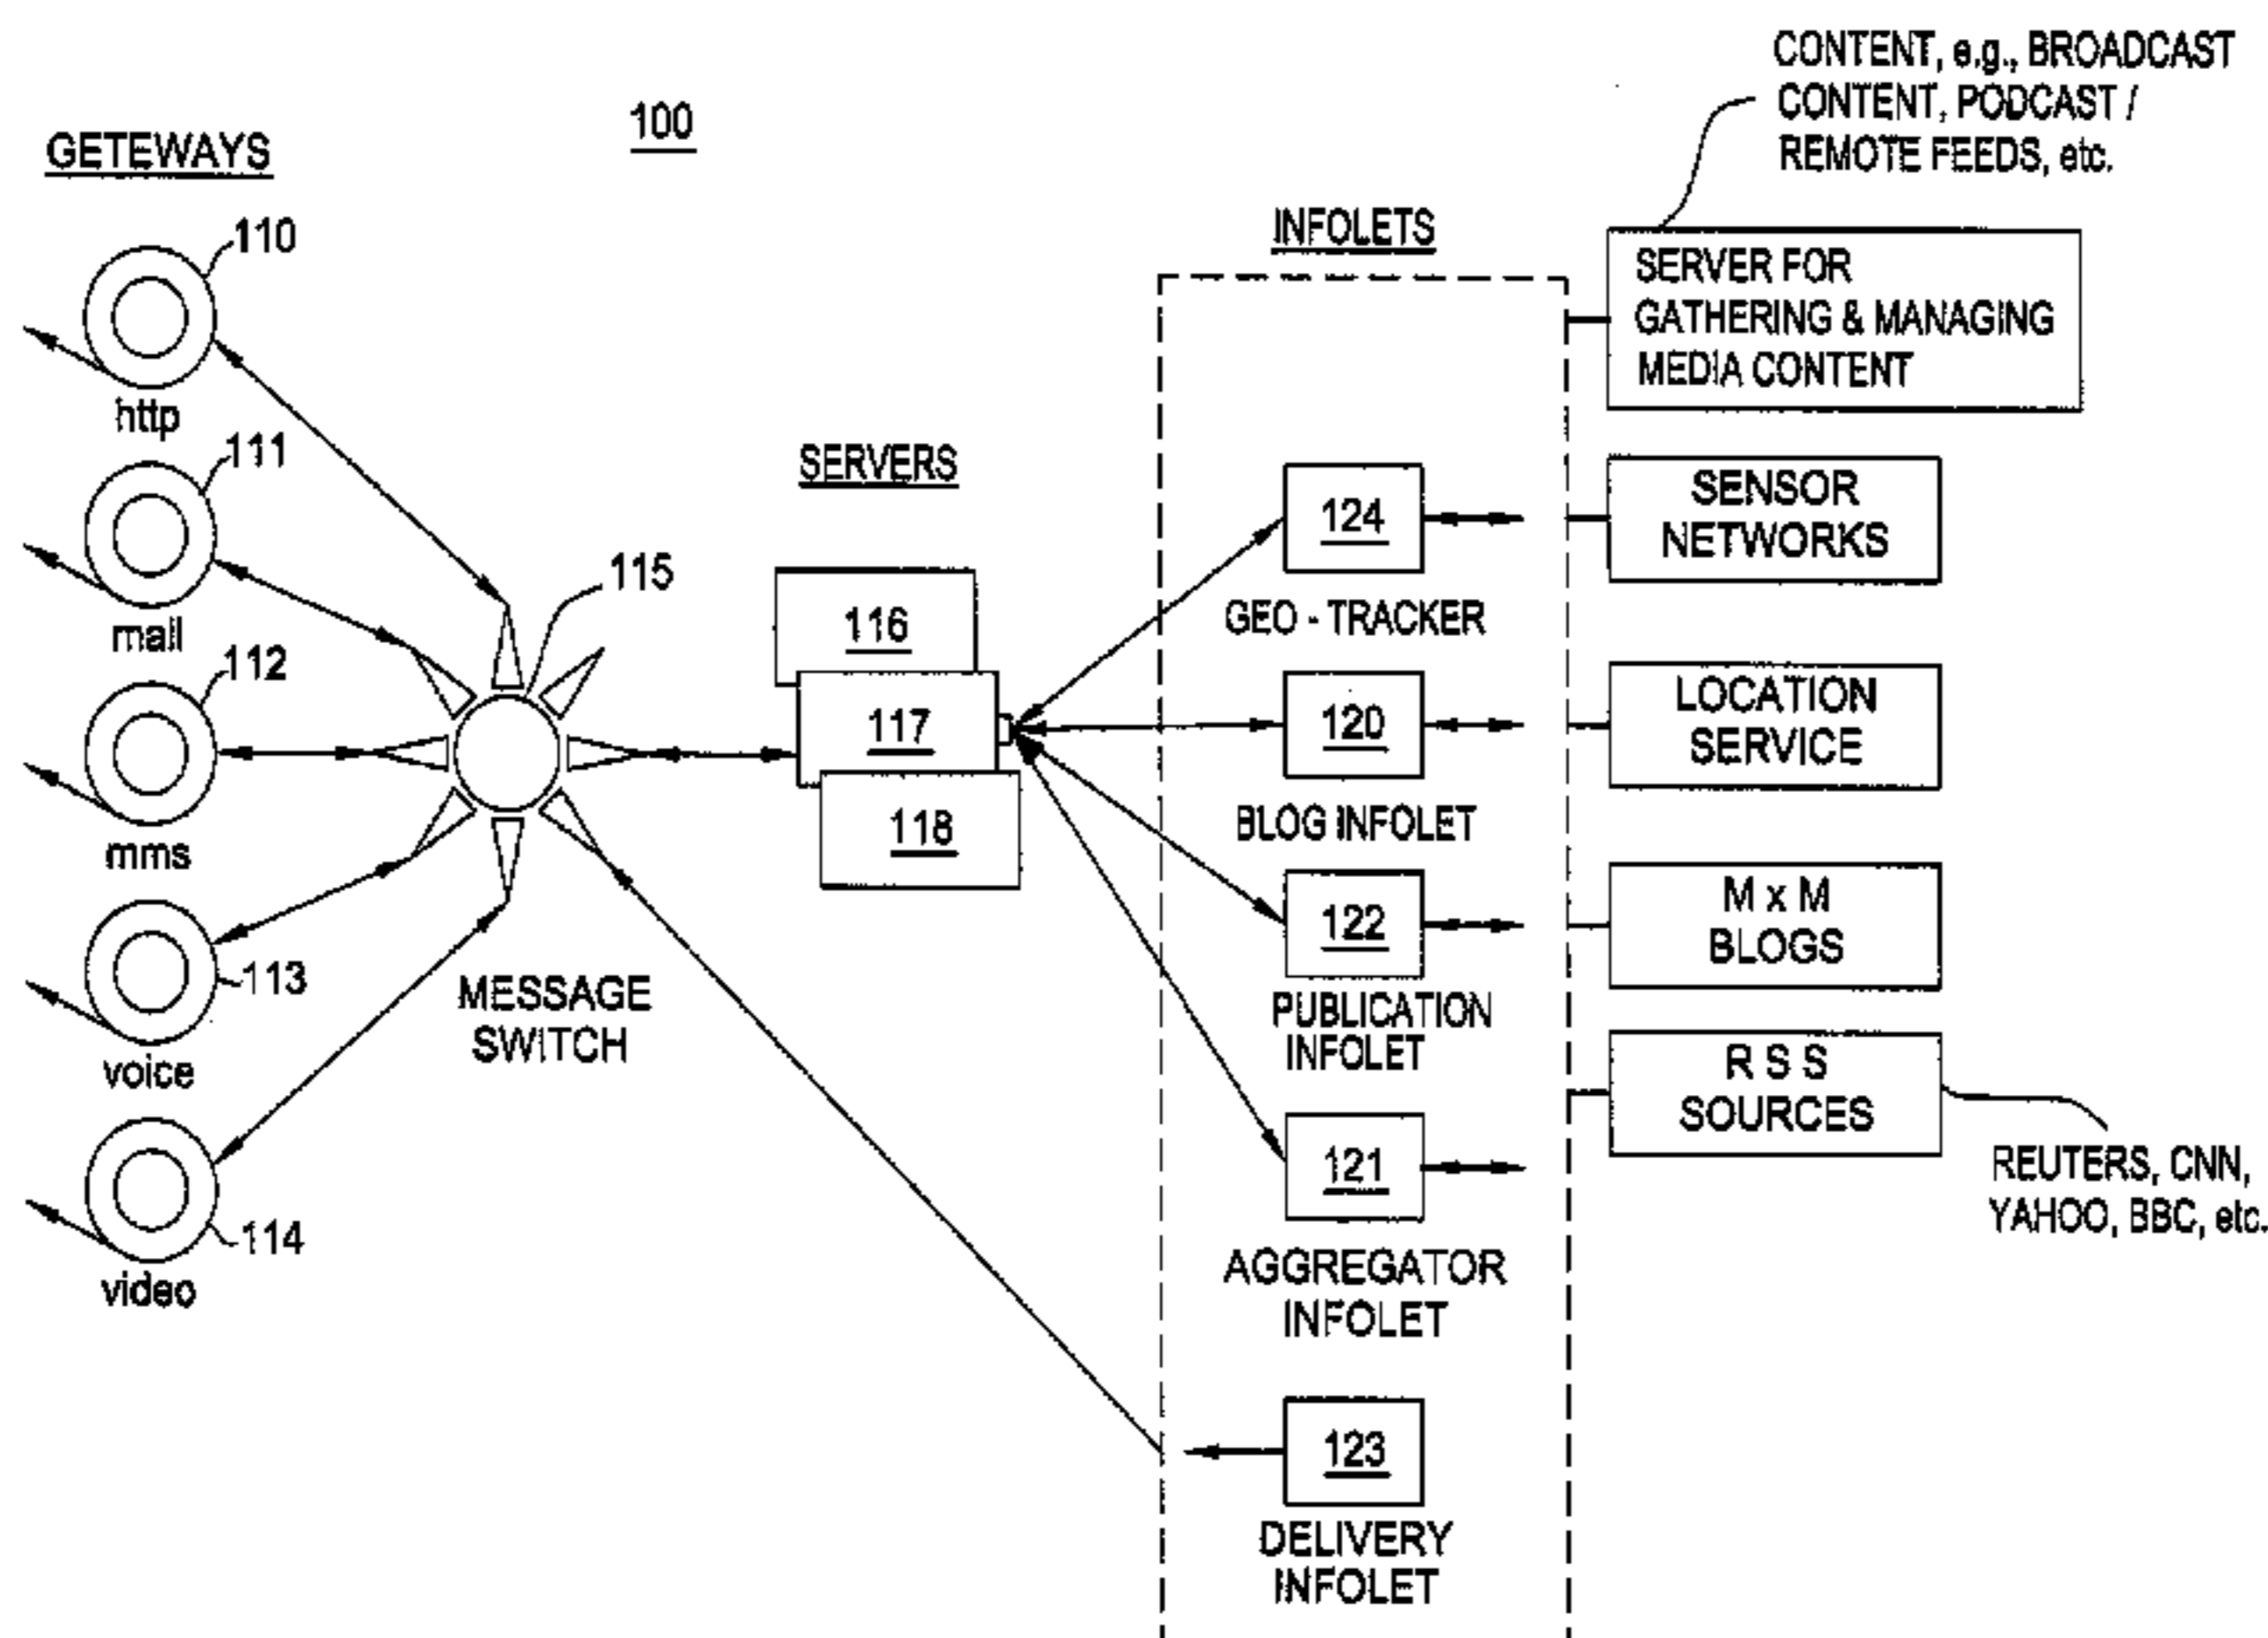 100
GETEWAYS
110
http
111
mail
112
mms
113
voice
114
video
115
MESSAGE
SWITCH
SERVERS
116
117
118
INFOLETS
124
GEO - TRACKER
120
BLOG INFOLET
122
PUBLICATION
INFOLET
121
AGGREGATOR
INFOLET
123
DELIVERY
INFOLET
CONTENT, e.g., BROADCAST
CONTENT, PODCAST /
REMOTE FEEDS, etc.
SERVER FOR
GATHERING & MANAGING
MEDIA CONTENT
SENSOR
NETWORKS
LOCATION
SERVICE
M x M
BLOGS
R S S
SOURCES
REUTERS, CNN,
YAHOO, BBC, etc.